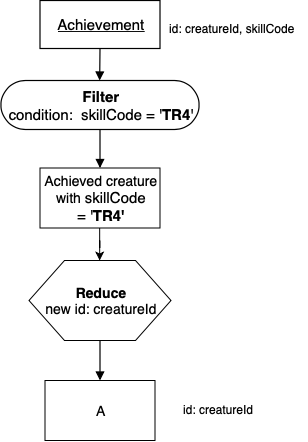 Achievement
id: creatureId, skillCode
Filter
condition: skillCode = 'TR4'
Achieved creature
with skillCode
= 'TR4'
Reduce
new id: creatureId
A
id: creatureId